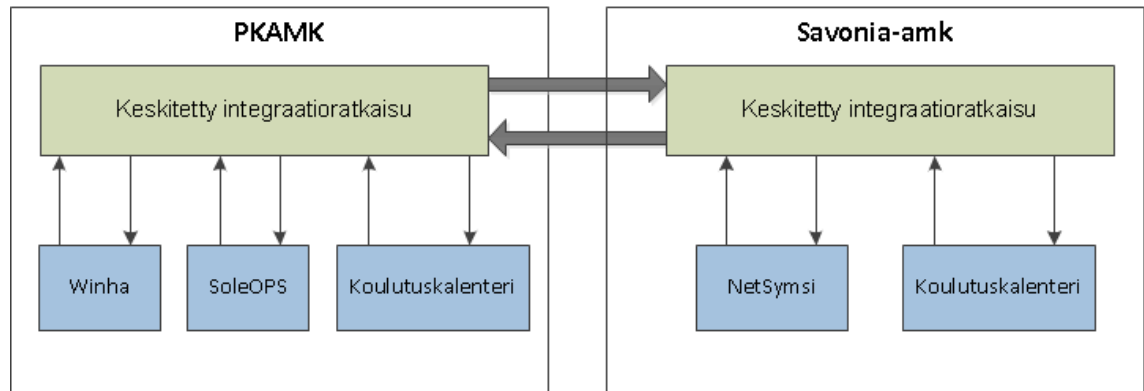 PKAMK
Keskitetty integraatioratkaisu
Winha
SoleOPS
Koulutuskalenteri
Savonia-amk
Keskitetty integraatioratkaisu
NetSymsi
Koulutuskalenteri